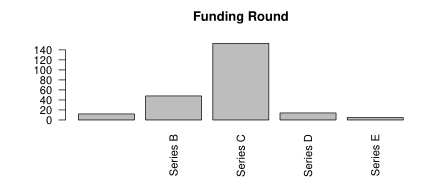 Funding Round
140
120
100
80
60
40
20
0
Series B
Series C
Series D
Series E